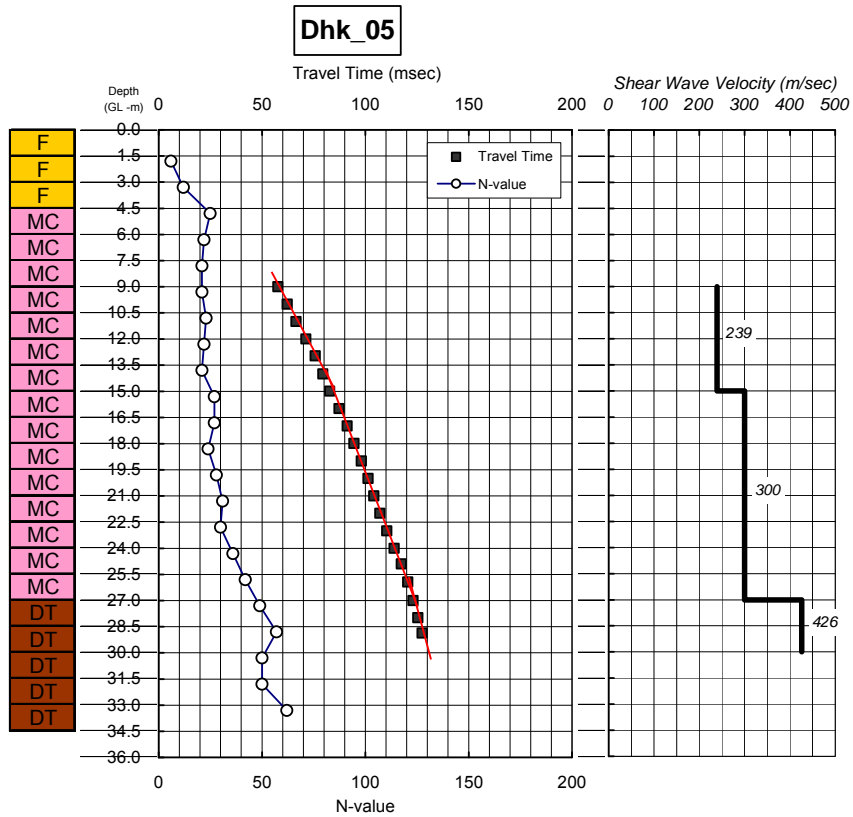 Dhk_05
Travel Time (msec)
Shear Wave Velocity (m/sec)
Depth
(GL -m)
0 50 100 150 200
0 100 200 300 400 500
0.0
F
1.5
F
3.0
F
4.5
MC
6.0
MC
7.5
MC
9.0
MC
10.5
MC
12.0
MC
13.5
MC
15.0
MC
16.5
MC
18.0
MC
19.5
MC
21.0
MC
22.5
MC
24.0
MC
25.5
MC
27.0
DT
28.5
DT
30.0
DT
31.5
DT
33.0
DT
34.5
36.0
Travel Time
N-value
239
300
426
0 50 100 150 200
N-value